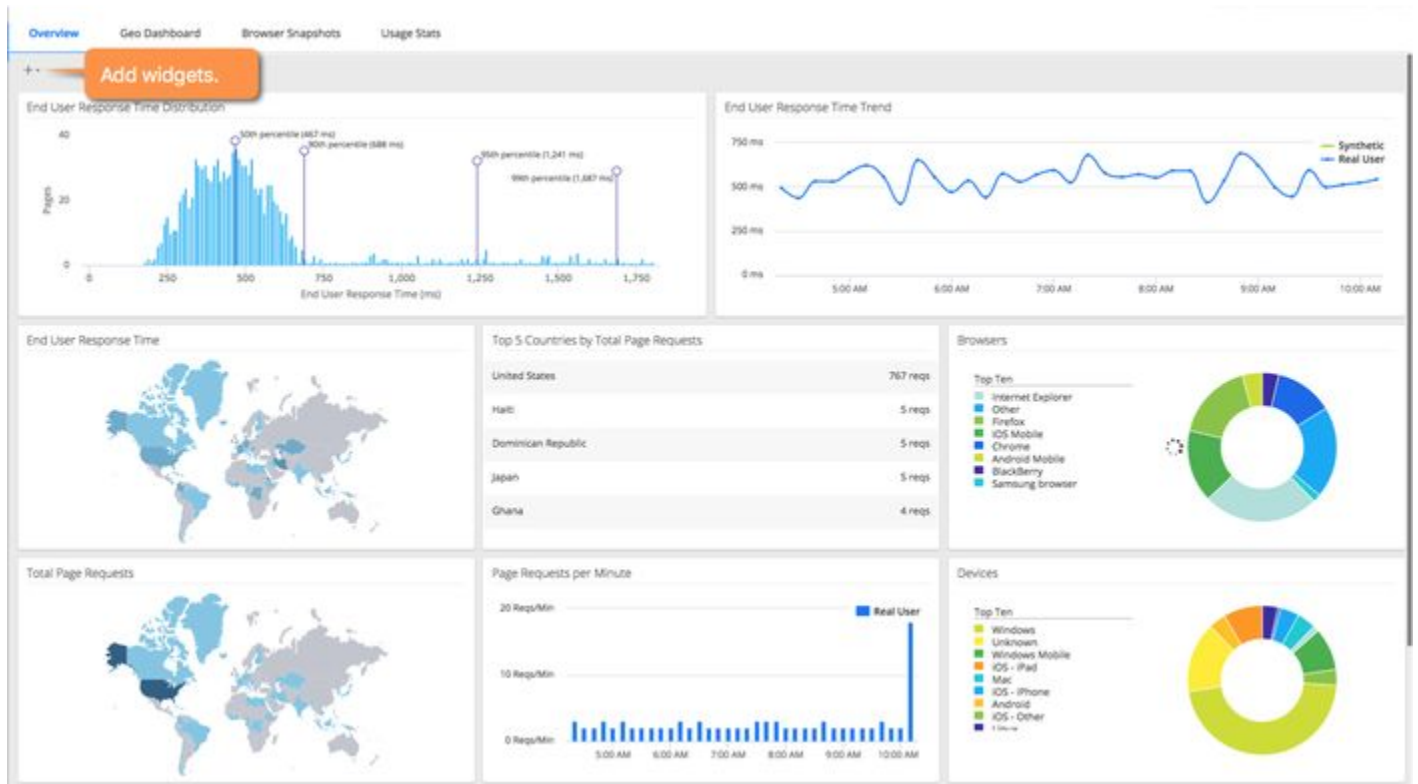 Overview Geo Dashboard Browser Snapshots Usage Stats
Add widgets.
End User Response Time Distribution
40
20
0
Pages
50th percentile (467 ms)
90th percentile (688 ms)
95th percentile (1,241 ms)
99th percentile (1,687 ms)
0 250 500 750 1,000 1,250 1,500 1,750
End User Response Time (ms)
End User Response Time Trend
750 ms
500 ms
250 ms
0 ms
Synthetic
Real User
5:00 AM 6:00 AM 7:00 AM 8:00 AM 9:00 AM 10:00 AM
End User Response Time
Top 5 Countries by Total Page Requests
United States 767 reqs
Haiti 5 reqs
Dominican Republic 5 reqs
Japan 5 reqs
Ghana 4 reqs
Browsers
Top Ten
Internet Explorer
Other
Firefox
iOS Mobile
Chrome
Android Mobile
BlackBerry
Samsung browser
Total Page Requests
Page Requests per Minute
20 Reqs/Min
10 Reqs/Min
0 Reqs/Min
Real User
5:00 AM 6:00 AM 7:00 AM 8:00 AM 9:00 AM 10:00 AM
Devices
Top Ten
Windows
Unknown
Windows Mobile
iOS - iPad
Mac
iOS - iPhone
Android
iOS - Other